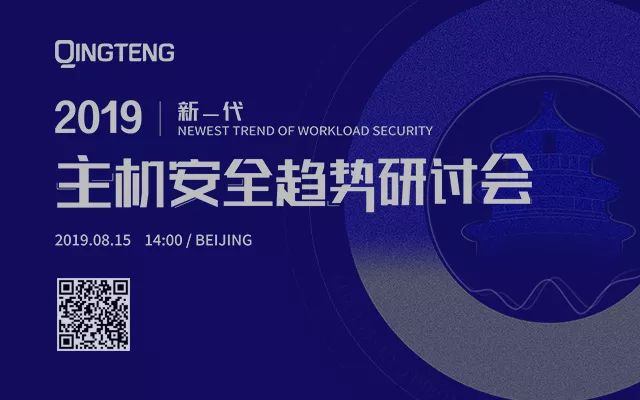 QINGTENG
2019 新一代
NEWEST TREND OF WORKLOAD SECURITY
主机安全趋势研讨会
2019.08.15 14:00 / BEIJING